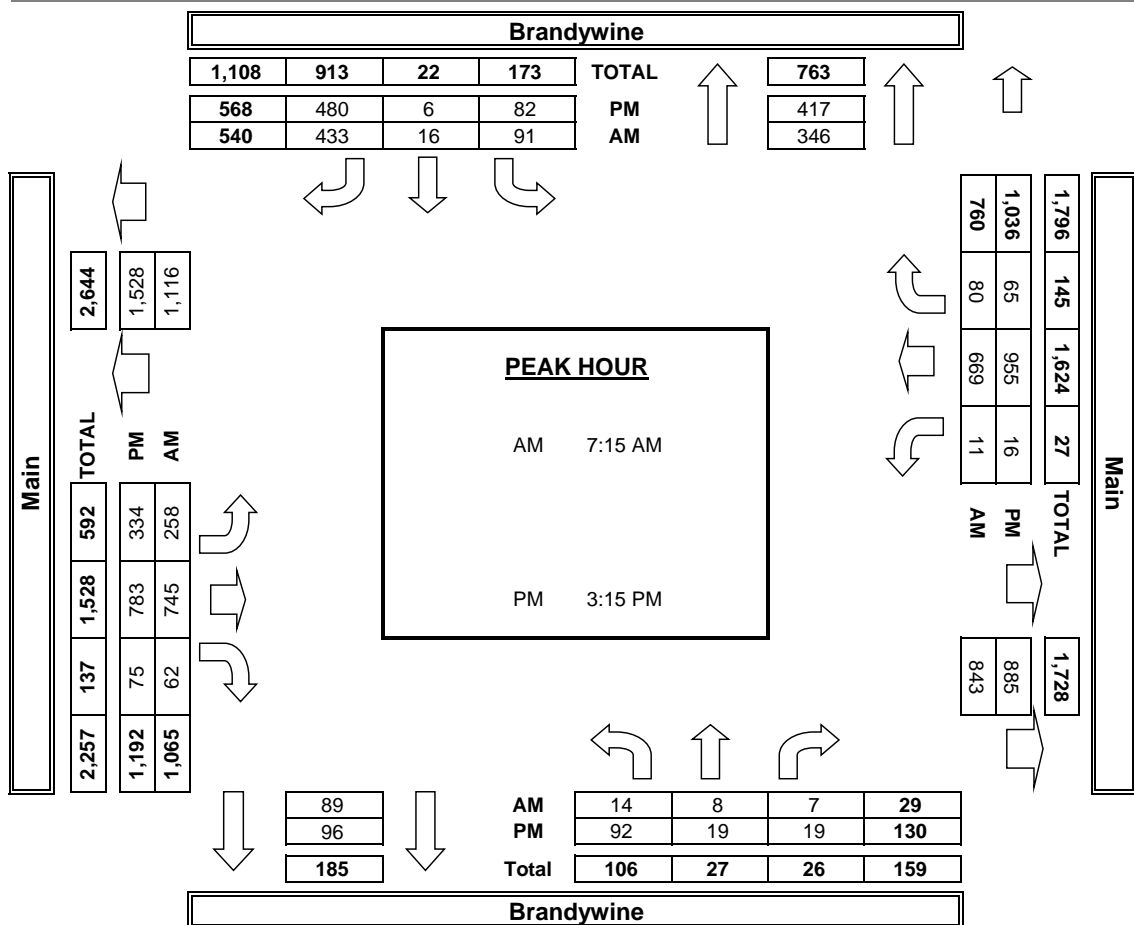 Brandywine
1,108 913 22 173 TOTAL 763
568 480 6 82 PM 417
540 433 16 91 AM 346
Main
2,644
1,528
1,116
TOTAL PM AM
592 334 258
1,528 783 745
137 75 62
2,257 1,192 1,065
PEAK HOUR
AM 7:15 AM
PM 3:15 PM
760 1,036 1,796
80 65 145
669 955 1,624
11 16 27
AM PM TOTAL
843 885 1,728
Main
89 AM 14 8 7 29
96 PM 92 19 19 130
185 Total 106 27 26 159
Brandywine